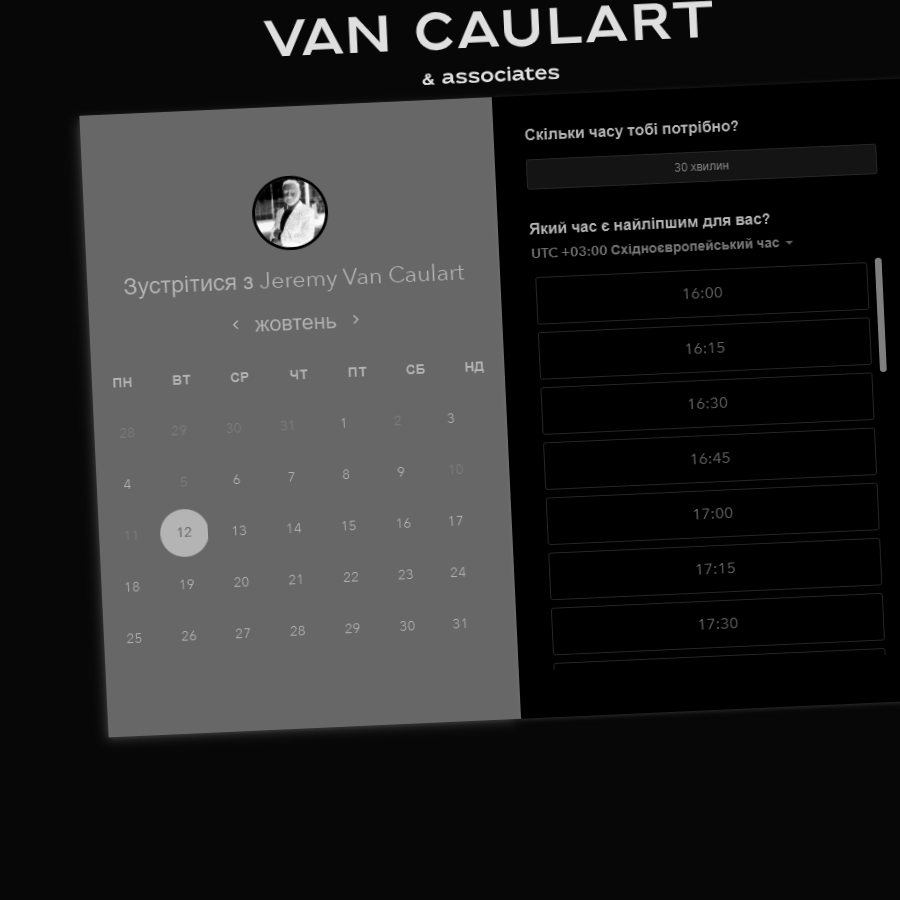 VAN CAULART
& associates
Зустрітися з Jeremy Van Caulart
жовтень
ПН ВТ СР ЧТ ПТ СБ НД
28 29 30 31 1 2 3
4 5 6 7 8 9 10
11 12 13 14 15 16 17
18 19 20 21 22 23 24
25 26 27 28 29 30 31
Скільки часу тобі потрібно?
30 хвилин
Який час є найліпшим для вас?
UTC +03:00 Східноєвропейський час
16:00
16:15
16:30
16:45
17:00
17:15
17:30